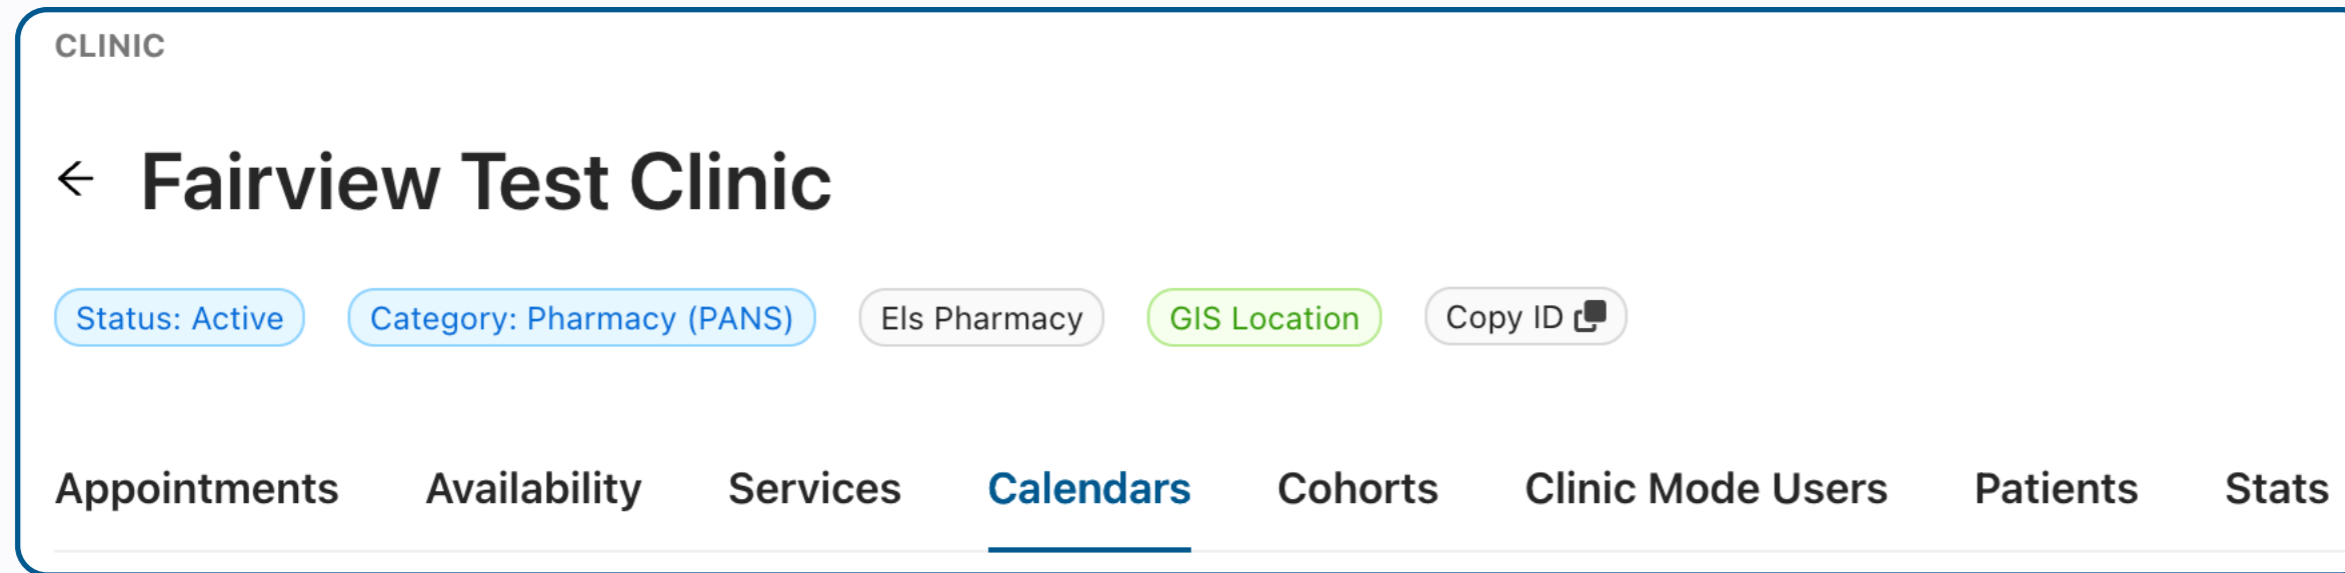 CLINIC
Fairview Test Clinic
Status: Active Category: Pharmacy (PANS) Els Pharmacy GIS Location Copy ID
Appointments Availability Services Calendars Cohorts Clinic Mode Users Patients Stats